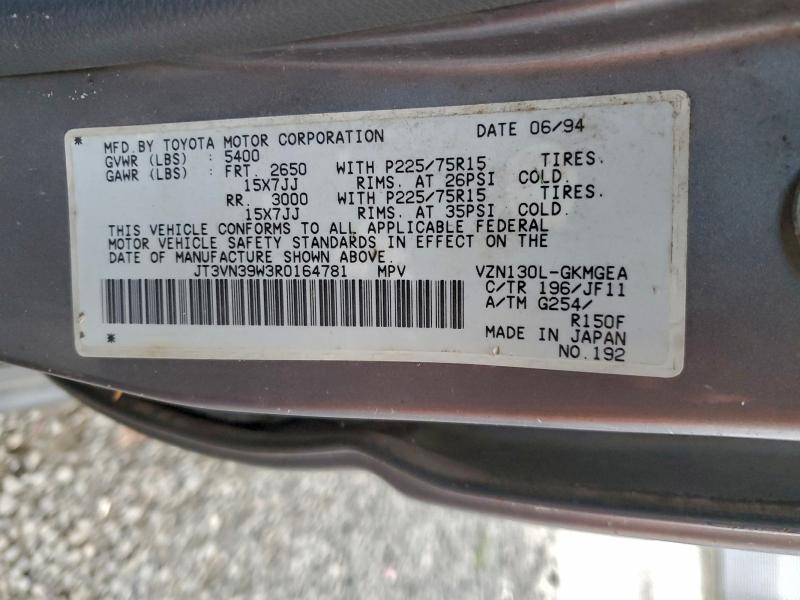 * MFD.BY TOYOTA MOTOR CORPORATION DATE 06/94
GVWR (LBS) : 5400
GAWR (LBS) : FRT. 2650 WITH P225/75R15 TIRES.
15X7JJ RIMS. AT 26PSI COLD.
RR. 3000 WITH P225/75R15 TIRES.
15X7JJ RIMS. AT 35PSI COLD.
THIS VEHICLE CONFORMS TO ALL APPLICABLE FEDERAL
MOTOR VEHICLE SAFETY STANDARDS IN EFFECT ON THE
DATE OF MANUFACTURE SHOWN ABOVE.
JT3VN39W3R0164781 MPV VZN130L-GKMGEA
C/TR 196/JF11
A/TM G254/
R150F
* MADE IN JAPAN
NO.192